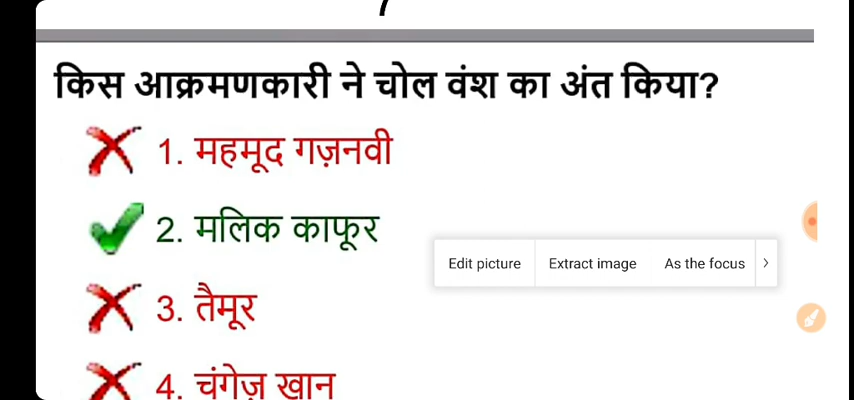 किस आक्रमणकारी ने चोल वंश का अंत किया?
1. महमूद गज़नवी
2. मलिक काफूर
Edit picture Extract image As the focus
3. तैमूर
4. चंगेज़ खान